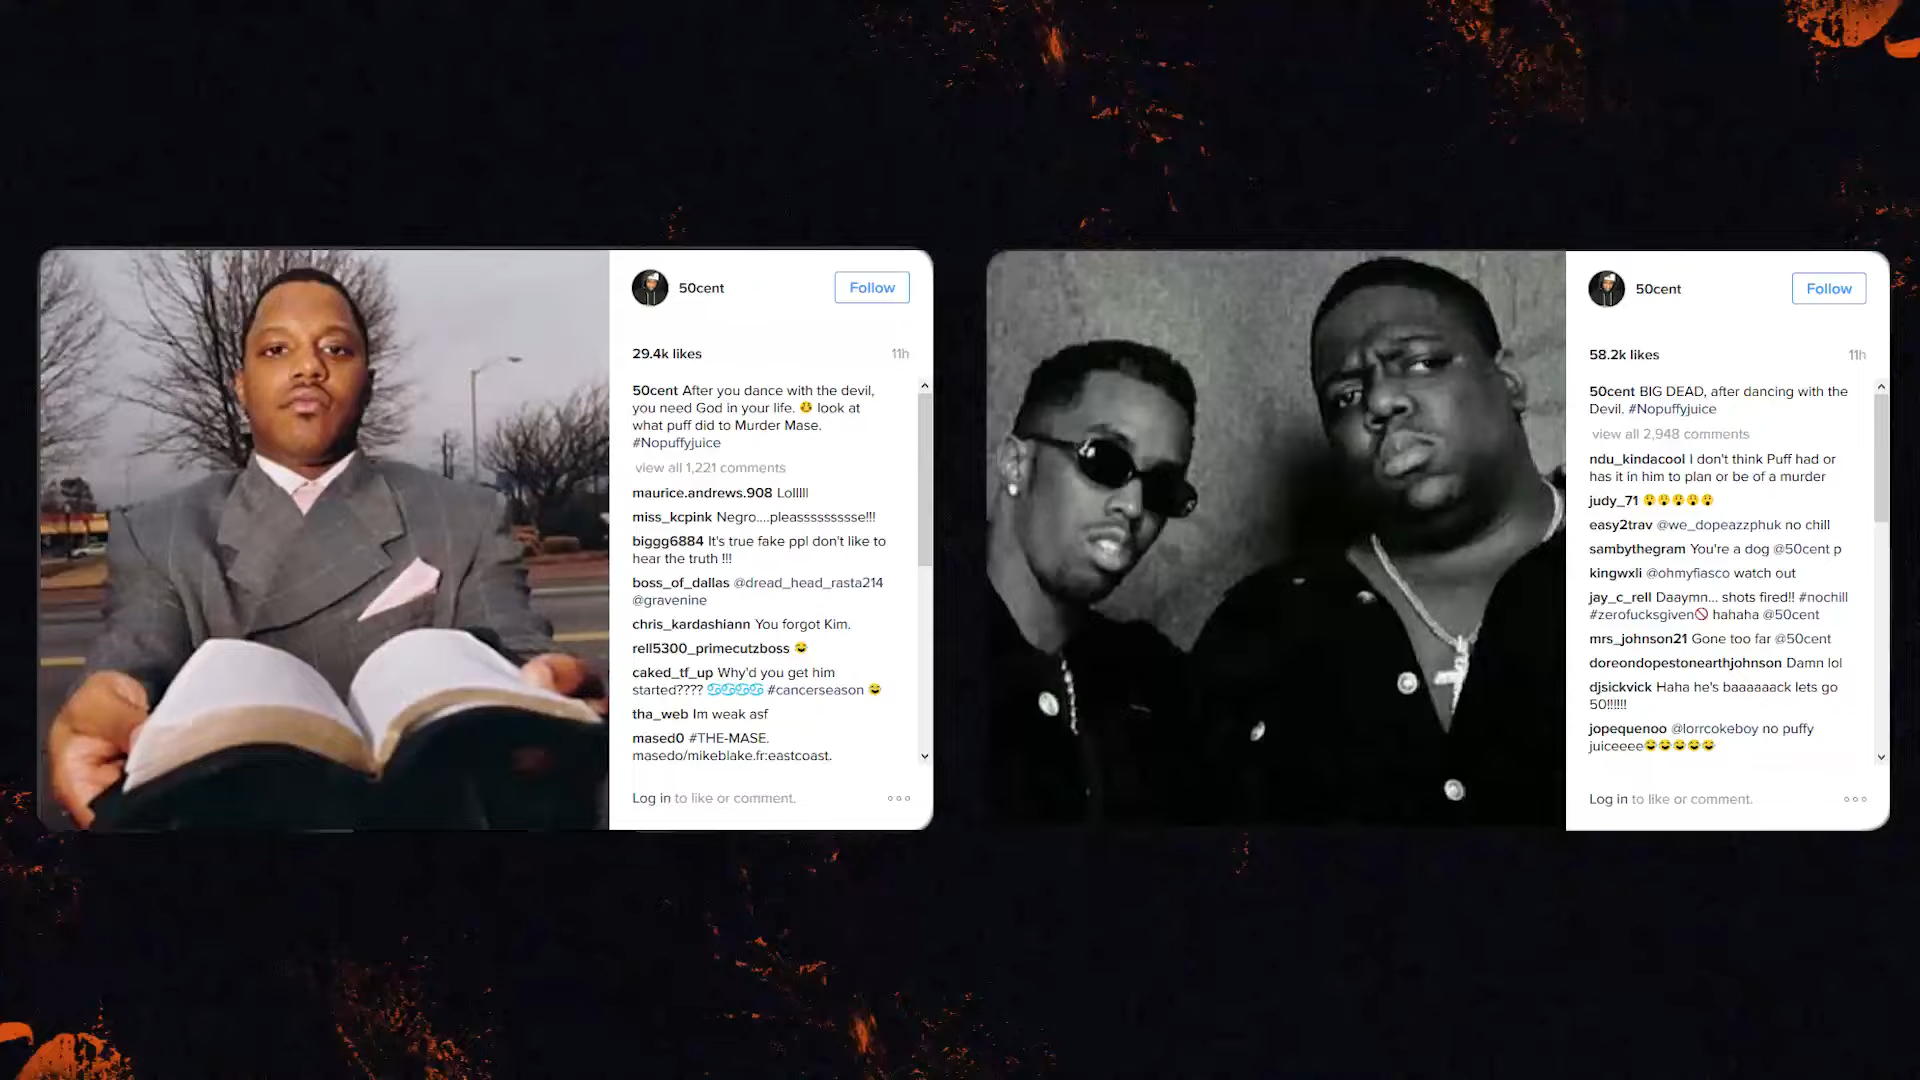 50cent
Follow
29.4k likes
11h
50cent After you dance with the devil,
you need God in your life. 😬 look at
what puff did to Murder Mase.
#Nopuffyjuice
view all 1,221 comments
maurice.andrews.908 Lolllll
miss_kcpink Negro....pleasssssssse!!!
biggg6884 It's true fake ppl don't like to
hear the truth !!!
boss_of_dallas @dread_head_rasta214
@gravenine
chris_kardashiann You forgot Kim.
rell5300_primecutzboss 😂
caked_tf_up Why'd you get him
started???? ♋♋♋♋ #cancerseason 😂
tha_web Im weak asf
mased0 #THE-MASE.
masedo/mikeblake.fr:eastcoast.
Log in to like or comment.
50cent
Follow
58.2k likes
11h
50cent BIG DEAD, after dancing with the
Devil. #Nopuffyjuice
view all 2,948 comments
ndu_kindacool I don't think Puff had or
has it in him to plan or be of a murder
judy_71 😲😲😲😲😲
easy2trav @we_dopeazzphuk no chill
sambythegram You're a dog @50cent p
kingwxli @ohmyfiasco watch out
jay_c_rell Daaymn... shots fired!! #nochill
#zerofucksgiven🚫 hahaha @50cent
mrs_johnson21 Gone too far @50cent
doreondopestonearthjohnson Damn lol
djsickvick Haha he's baaaaaack lets go
50!!!!!!
jopequenoo @lorrcokeboy no puffy
juiceeee😂😂😂😂😂
Log in to like or comment.